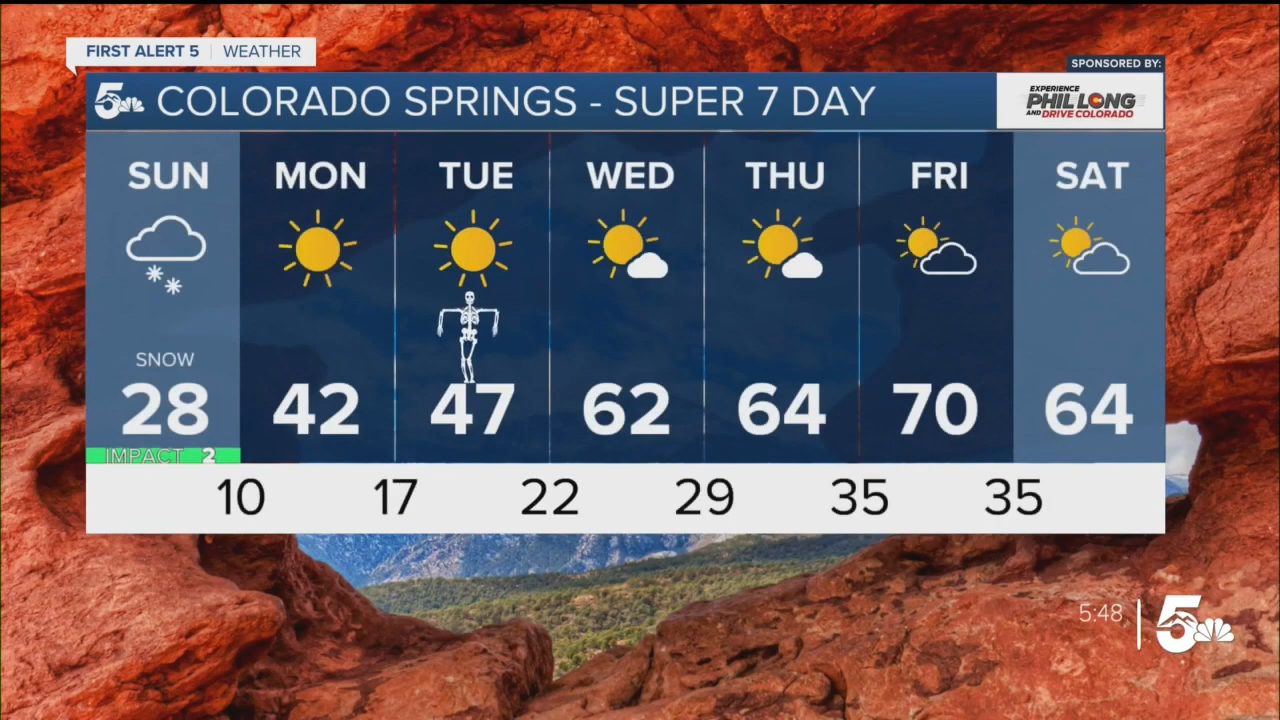 FIRST ALERT 5 | WEATHER
SPONSORED BY:
5 COLORADO SPRINGS - SUPER 7 DAY
EXPERIENCE
PHIL LONG
AND DRIVE COLORADO
SUN MON TUE WED THU FRI SAT
SNOW
28 42 47 62 64 70 64
IMPACT 2
10 17 22 29 35 35
5:48 5